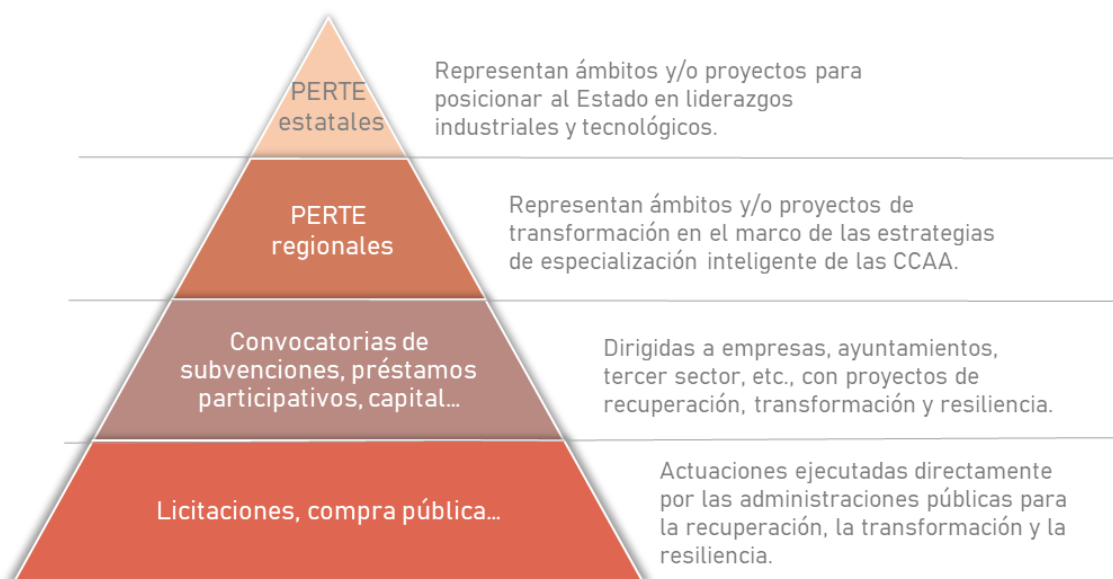 PERTE
estatales
Representan ámbitos y/o proyectos para
posicionar al Estado en liderazgos
industriales y tecnológicos.
PERTE
regionales
Representan ámbitos y/o proyectos de
transformación en el marco de las estrategias
de especialización inteligente de las CCAA.
Convocatorias de
subvenciones, préstamos
participativos, capital...
Dirigidas a empresas, ayuntamientos,
tercer sector, etc., con proyectos de
recuperación, transformación y resiliencia.
Licitaciones, compra pública...
Actuaciones ejecutadas directamente
por las administraciones públicas para
la recuperación, la transformación y la
resiliencia.